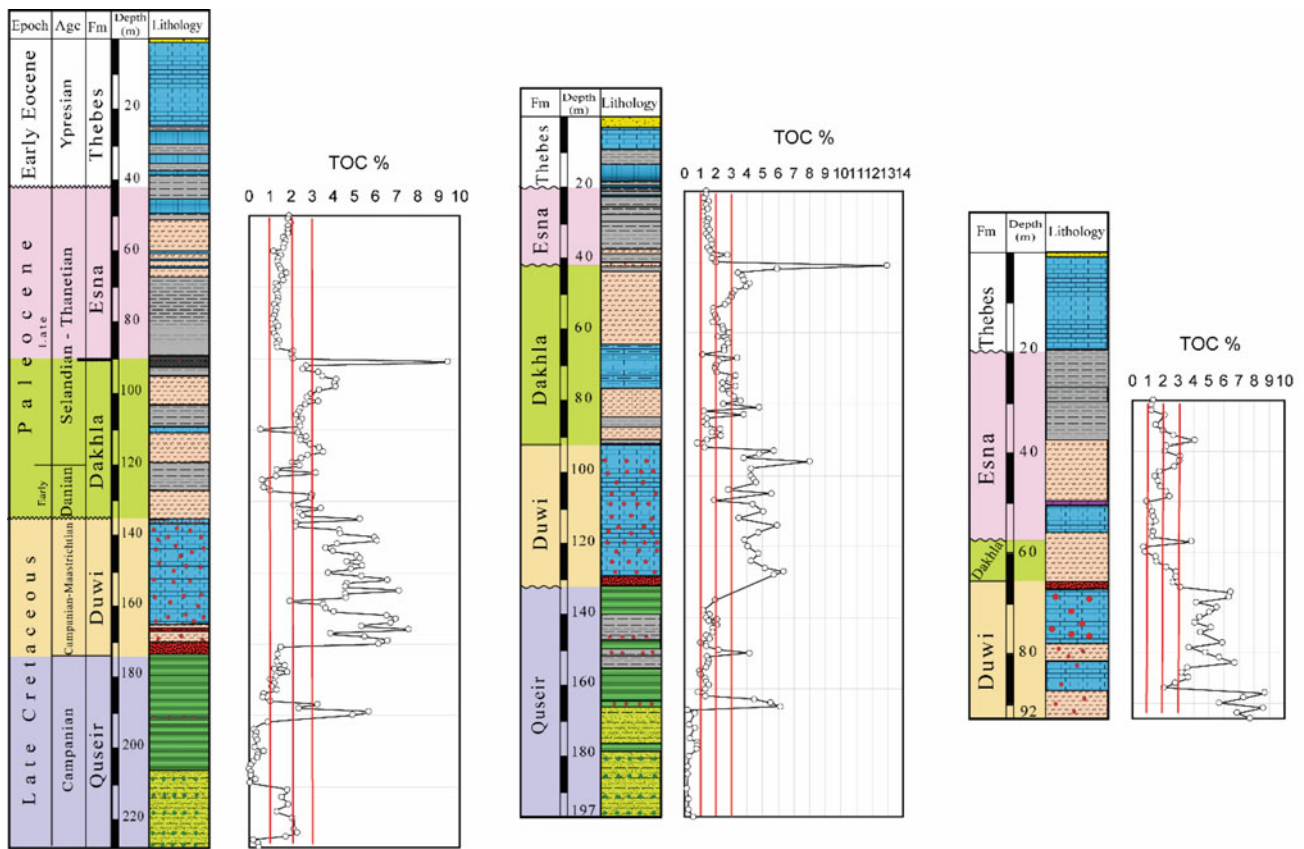 Epoch Age Fm Depth (m) Lithology
Early Eocene Ypresian Thebes
20
40
Paleocene Late Selandian - Thanetian Esna
60
80
100
Early Danian Dakhla
120
Late Cretaceous Campanian-Maastrichtian Duwi
140
160
Campanian Quseir
180
200
220
TOC %
0 1 2 3 4 5 6 7 8 9 10
Fm Depth (m) Lithology
Thebes
20
Esna
40
Dakhla
60
80
Duwi
100
120
Quseir
140
160
180
197
TOC %
0 1 2 3 4 5 6 7 8 9 10 11 12 13 14
Fm Depth (m) Lithology
Thebes
20
Esna
40
Dakhla
60
Duwi
80
92
TOC %
0 1 2 3 4 5 6 7 8 9 10